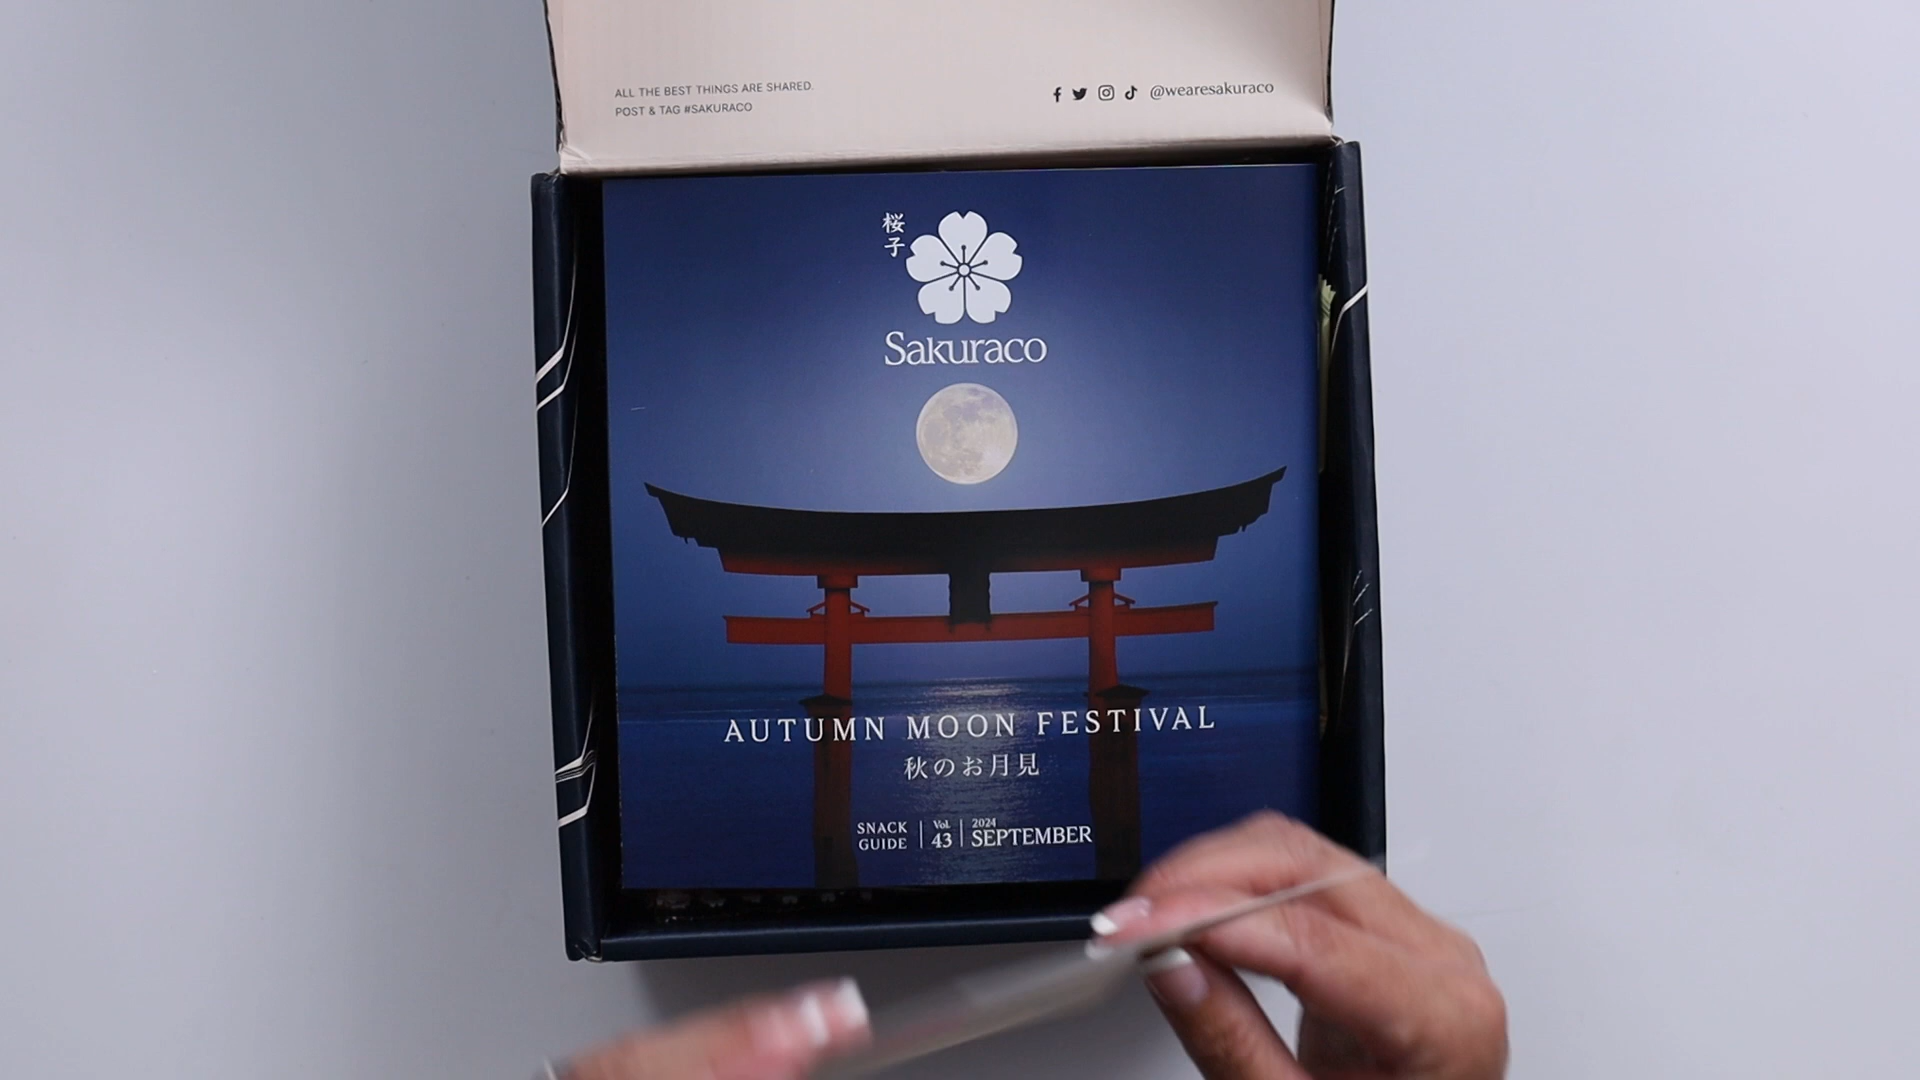 ALL THE BEST THINGS ARE SHARED.
POST & TAG #SAKURACO
@wearesakuraco
桜子
Sakuraco
AUTUMN MOON FESTIVAL
秋のお月見
SNACK
GUIDE
Vol.
43
2024
SEPTEMBER